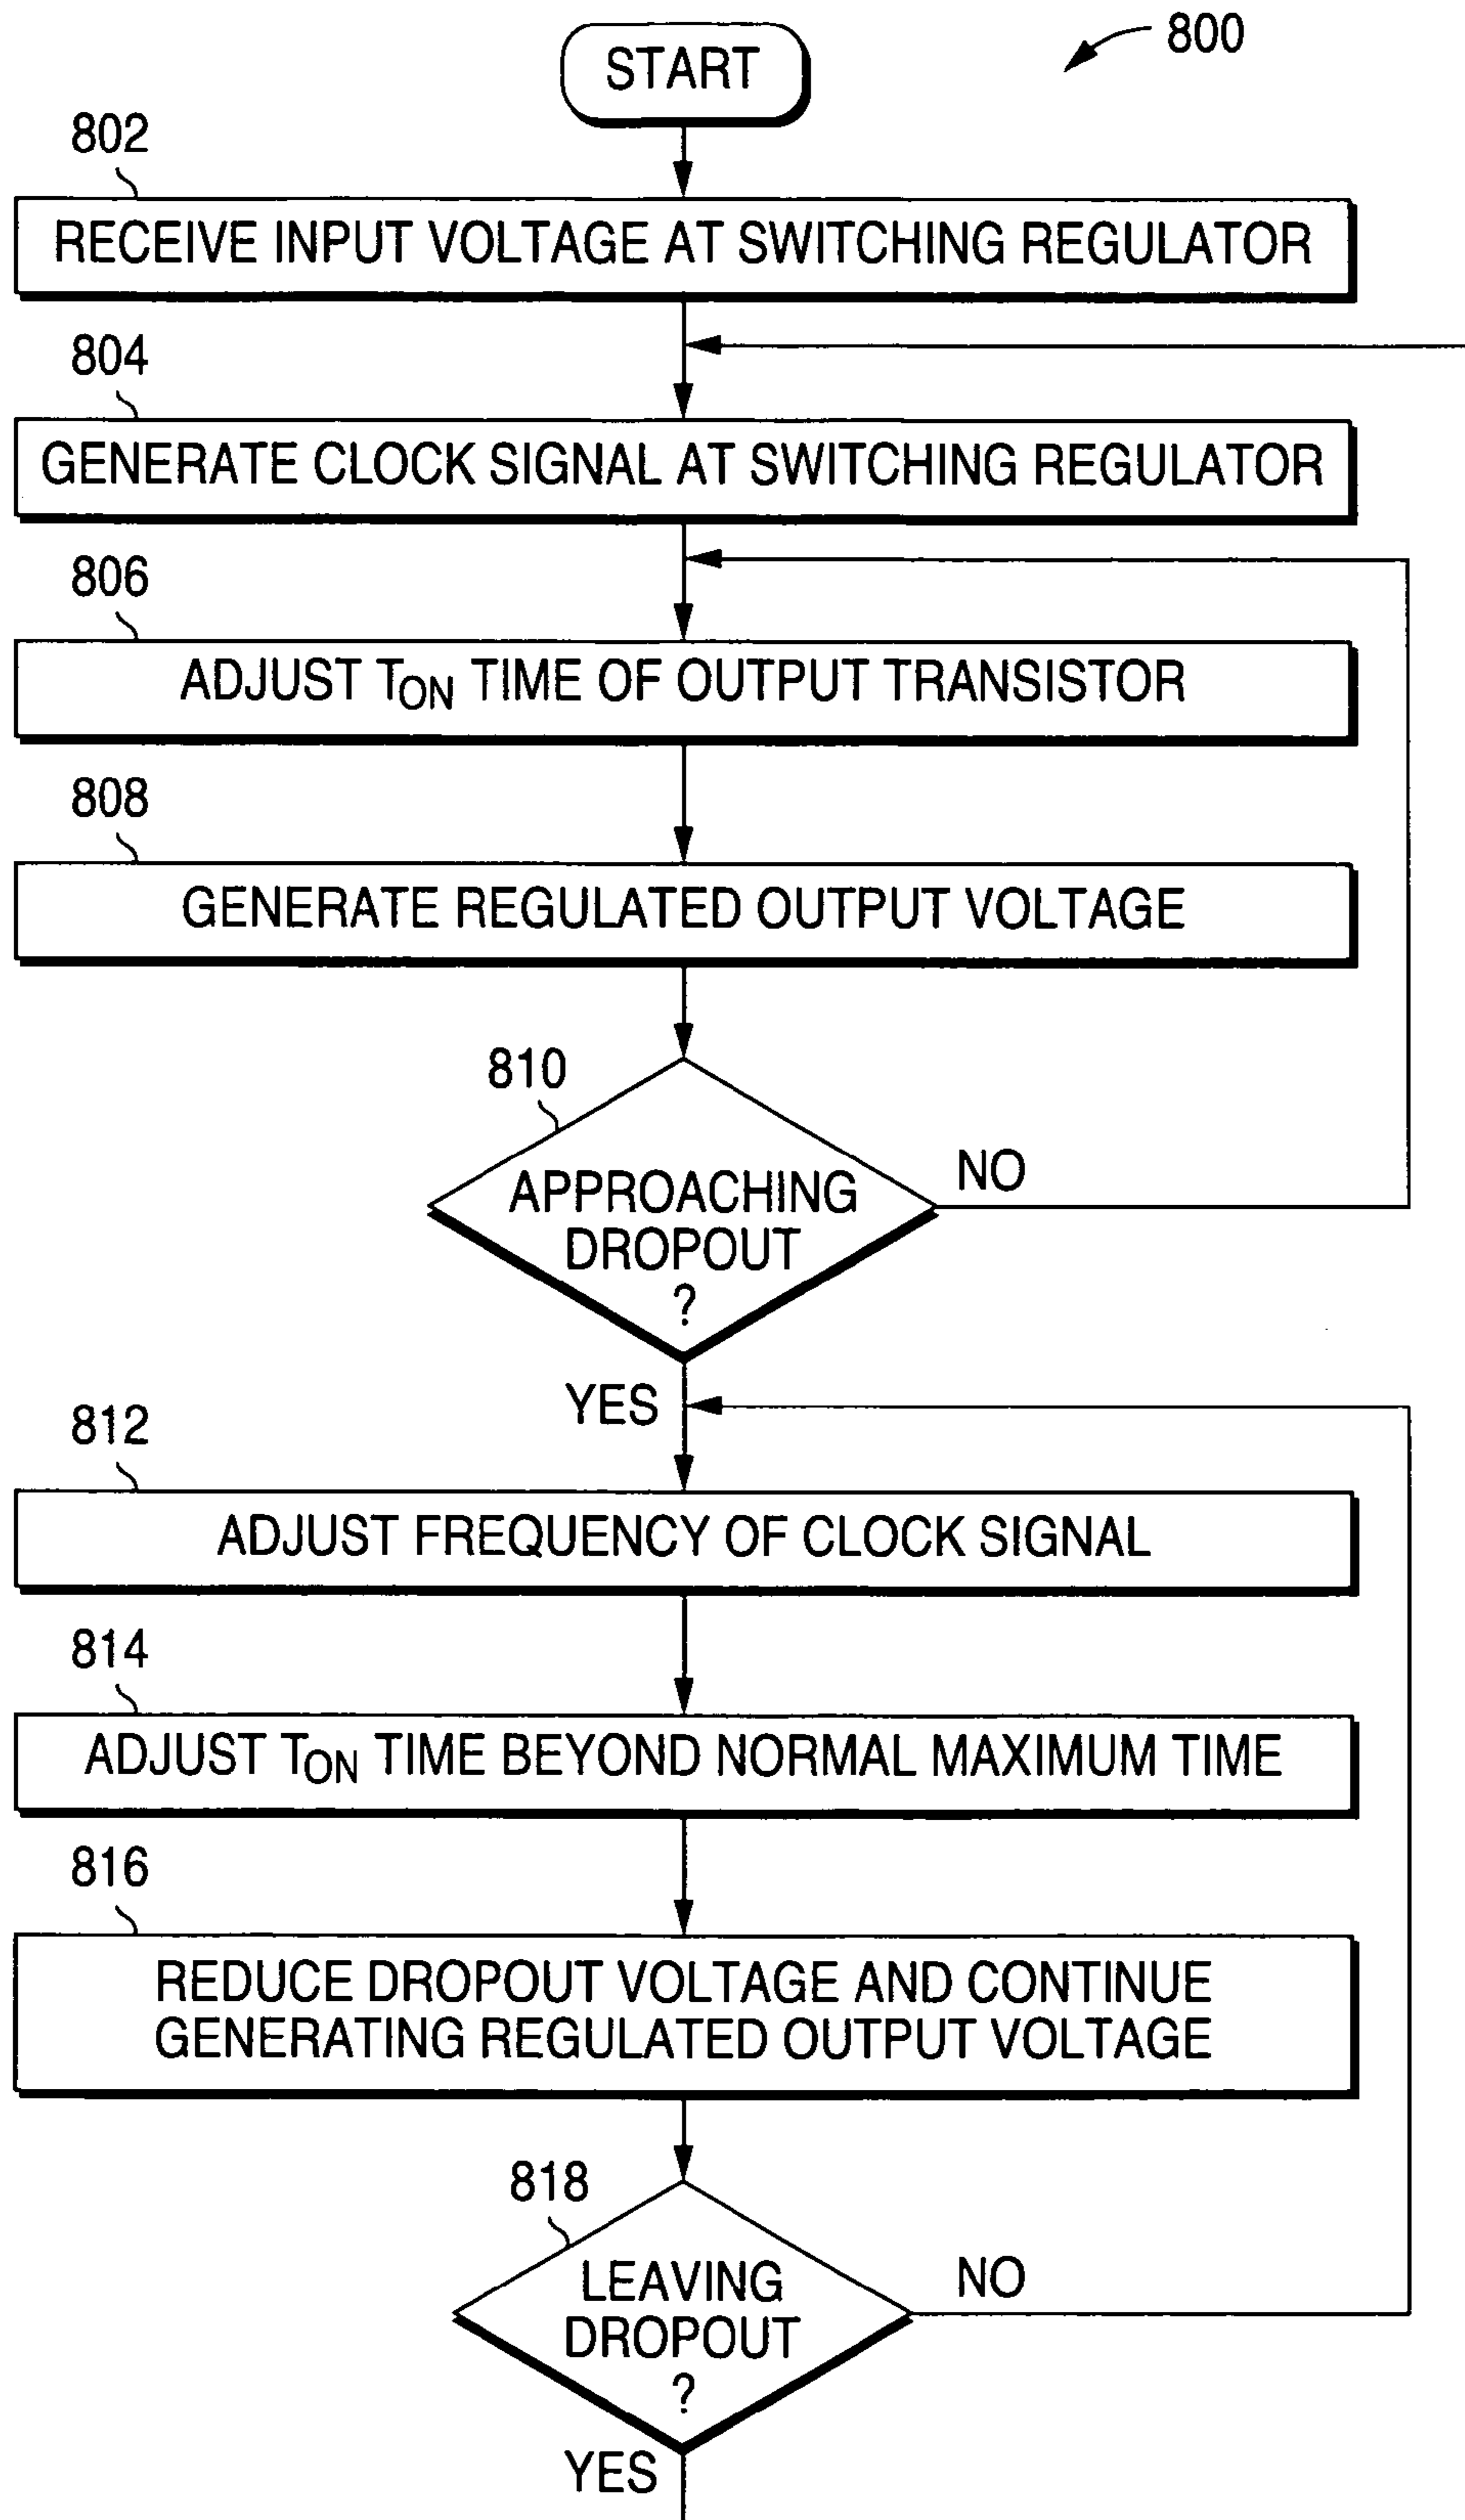 START
800
802
RECEIVE INPUT VOLTAGE AT SWITCHING REGULATOR
804
GENERATE CLOCK SIGNAL AT SWITCHING REGULATOR
806
ADJUST TON TIME OF OUTPUT TRANSISTOR
808
GENERATE REGULATED OUTPUT VOLTAGE
810
APPROACHING
DROPOUT
?
NO
YES
812
ADJUST FREQUENCY OF CLOCK SIGNAL
814
ADJUST TON TIME BEYOND NORMAL MAXIMUM TIME
816
REDUCE DROPOUT VOLTAGE AND CONTINUE
GENERATING REGULATED OUTPUT VOLTAGE
818
LEAVING
DROPOUT
?
NO
YES